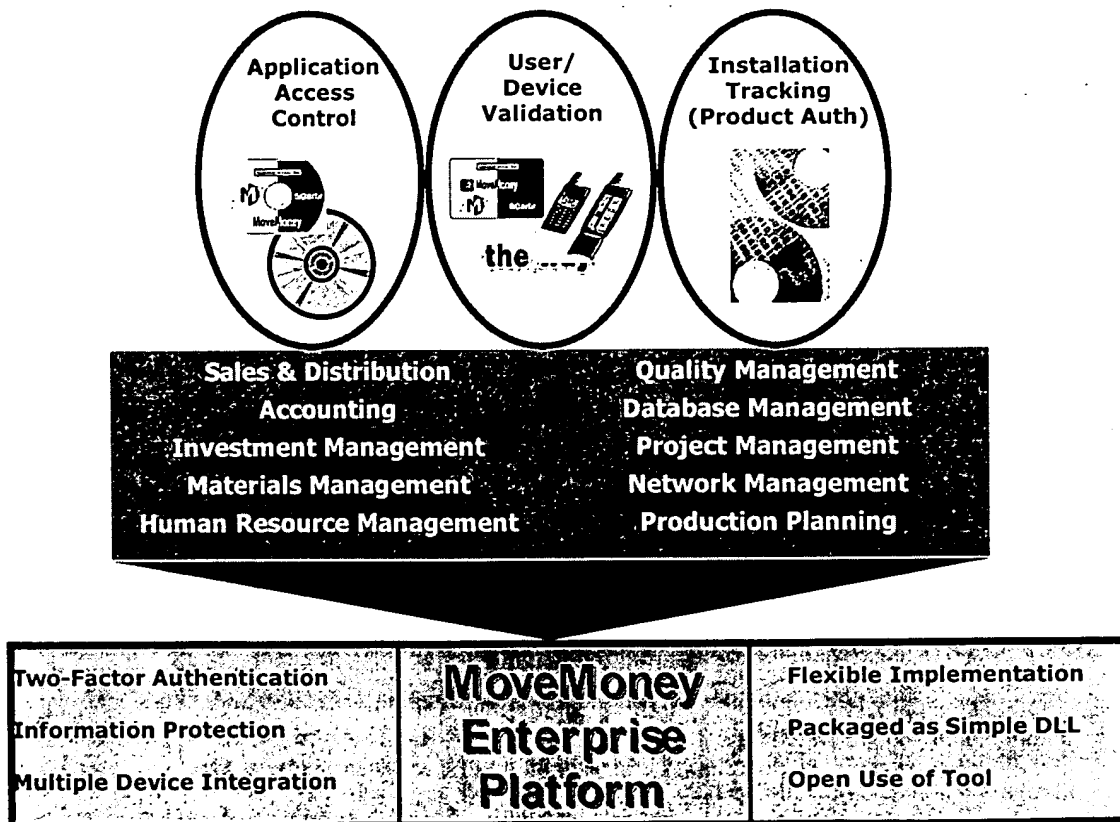 Application
Access
Control
User/
Device
Validation
Installation
Tracking
(Product Auth)
MoveMoney
MoveMoney
the
Sales & Distribution
Accounting
Investment Management
Materials Management
Human Resource Management
Quality Management
Database Management
Project Management
Network Management
Production Planning
Two-Factor Authentication
Information Protection
Multiple Device Integration
MoveMoney
Enterprise
Platform
Flexible Implementation
Packaged as Simple DLL
Open Use of Tool